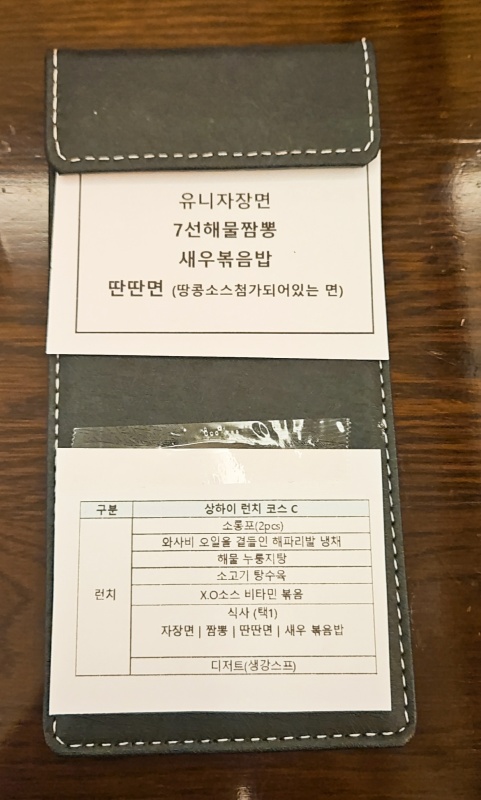 유니자장면
7선해물짬뽕
새우볶음밥
딴딴면 (땅콩소스첨가되어있는 면)
구분 상하이 런치 코스 C
소롱포(2pcs)
와사비 오일을 곁들인 해파리발 냉채
해물 누룽지탕
소고기 탕수육
런치
X.O소스 비타민 볶음
식사 (택1)
자장면 | 짬뽕 | 딴딴면 | 새우 볶음밥
디저트(생강스프)